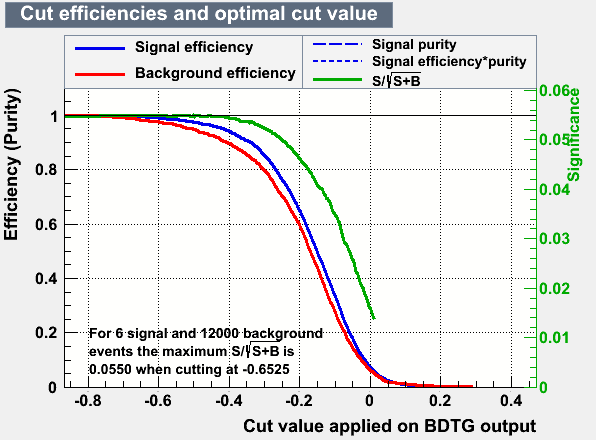 Cut efficiencies and optimal cut value
Signal efficiency
Background efficiency
Signal purity
Signal efficiency*purity
S/√S+B
Efficiency (Purity)
1
0.8
0.6
0.4
0.2
0
0.06
0.05
0.04
0.03
0.02
0.01
0
Significance
For 6 signal and 12000 background
events the maximum S/√S+B is
0.0550 when cutting at -0.6525
-0.8 -0.6 -0.4 -0.2 0 0.2 0.4
Cut value applied on BDTG output